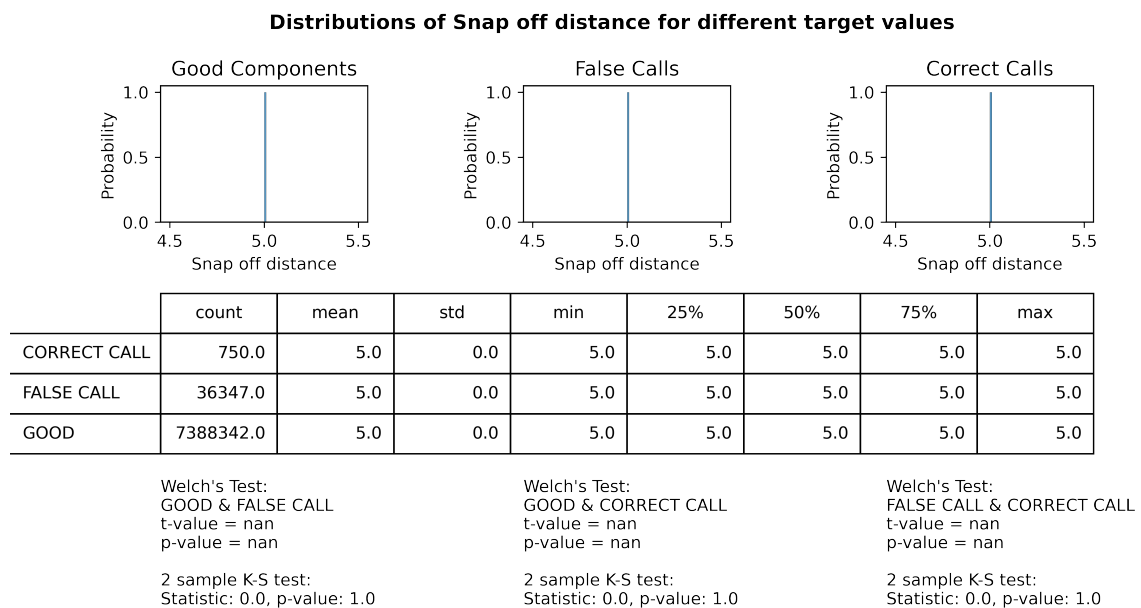 Distributions of Snap off distance for different target values
Good Components
False Calls
Correct Calls
Probability
1.0
0.5
0.0
4.5 5.0 5.5
Snap off distance
Probability
1.0
0.5
0.0
4.5 5.0 5.5
Snap off distance
Probability
1.0
0.5
0.0
4.5 5.0 5.5
Snap off distance
count mean std min 25% 50% 75% max
CORRECT CALL 750.0 5.0 0.0 5.0 5.0 5.0 5.0 5.0
FALSE CALL 36347.0 5.0 0.0 5.0 5.0 5.0 5.0 5.0
GOOD 7388342.0 5.0 0.0 5.0 5.0 5.0 5.0 5.0
Welch's Test:
GOOD & FALSE CALL
t-value = nan
p-value = nan
2 sample K-S test:
Statistic: 0.0, p-value: 1.0
Welch's Test:
GOOD & CORRECT CALL
t-value = nan
p-value = nan
2 sample K-S test:
Statistic: 0.0, p-value: 1.0
Welch's Test:
FALSE CALL & CORRECT CALL
t-value = nan
p-value = nan
2 sample K-S test:
Statistic: 0.0, p-value: 1.0